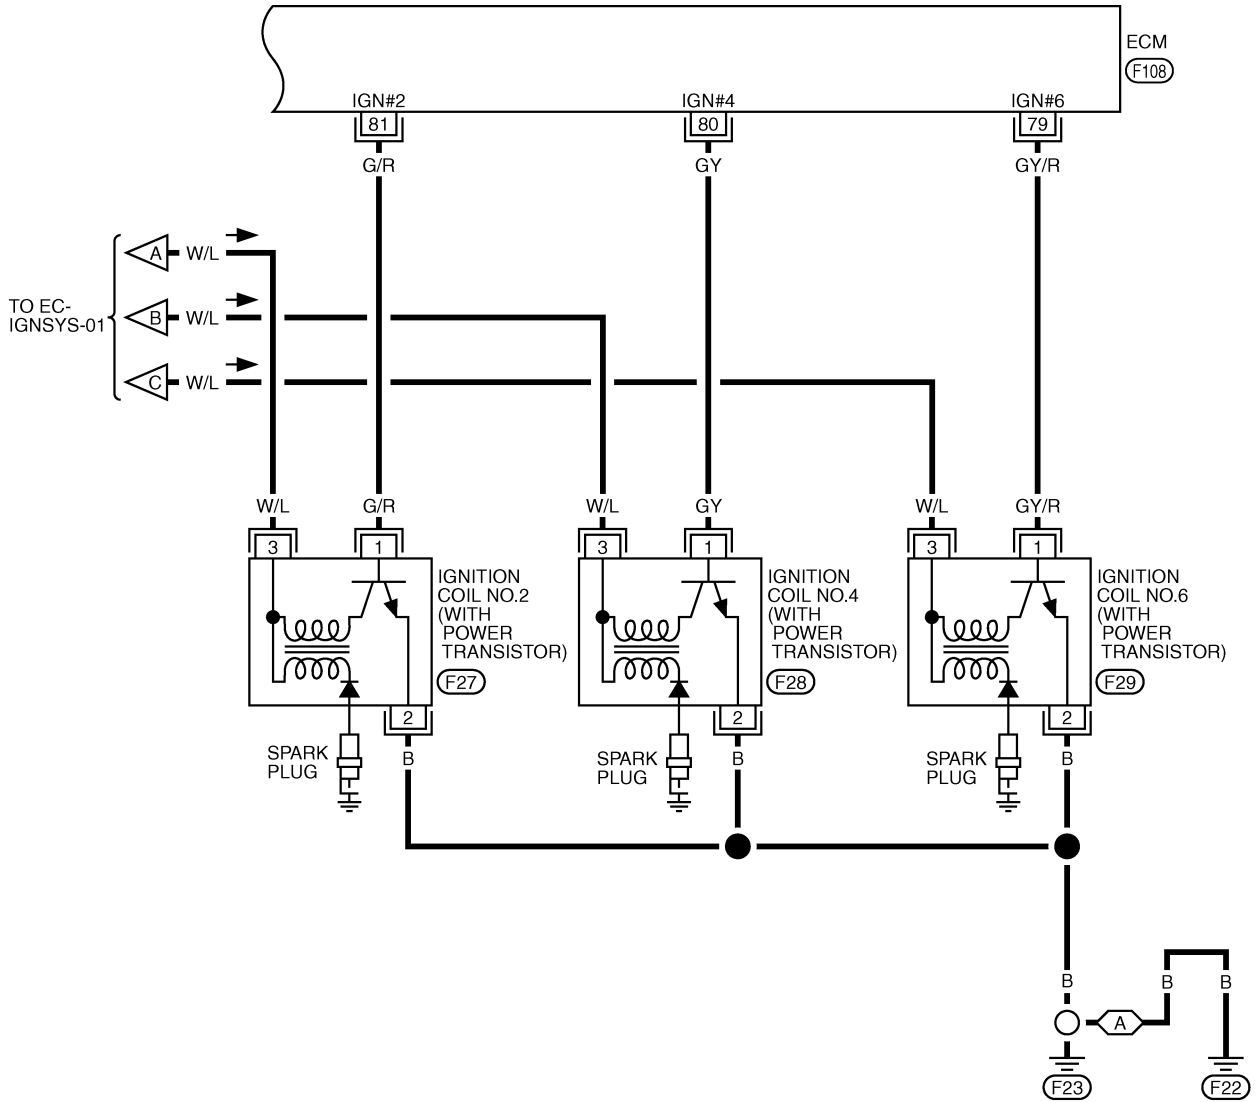 ECM
F108
IGN#2
IGN#4
IGN#6
81
80
79
G/R
GY
GY/R
A
W/L
TO EC-
IGNSYS-01
B
W/L
C
W/L
W/L
G/R
W/L
GY
W/L
GY/R
3
1
3
1
3
1
IGNITION
COIL NO.2
(WITH
POWER
TRANSISTOR)
F27
IGNITION
COIL NO.4
(WITH
POWER
TRANSISTOR)
F28
IGNITION
COIL NO.6
(WITH
POWER
TRANSISTOR)
F29
2
2
2
SPARK
PLUG
B
SPARK
PLUG
B
SPARK
PLUG
B
B
B
B
A
F23
F22